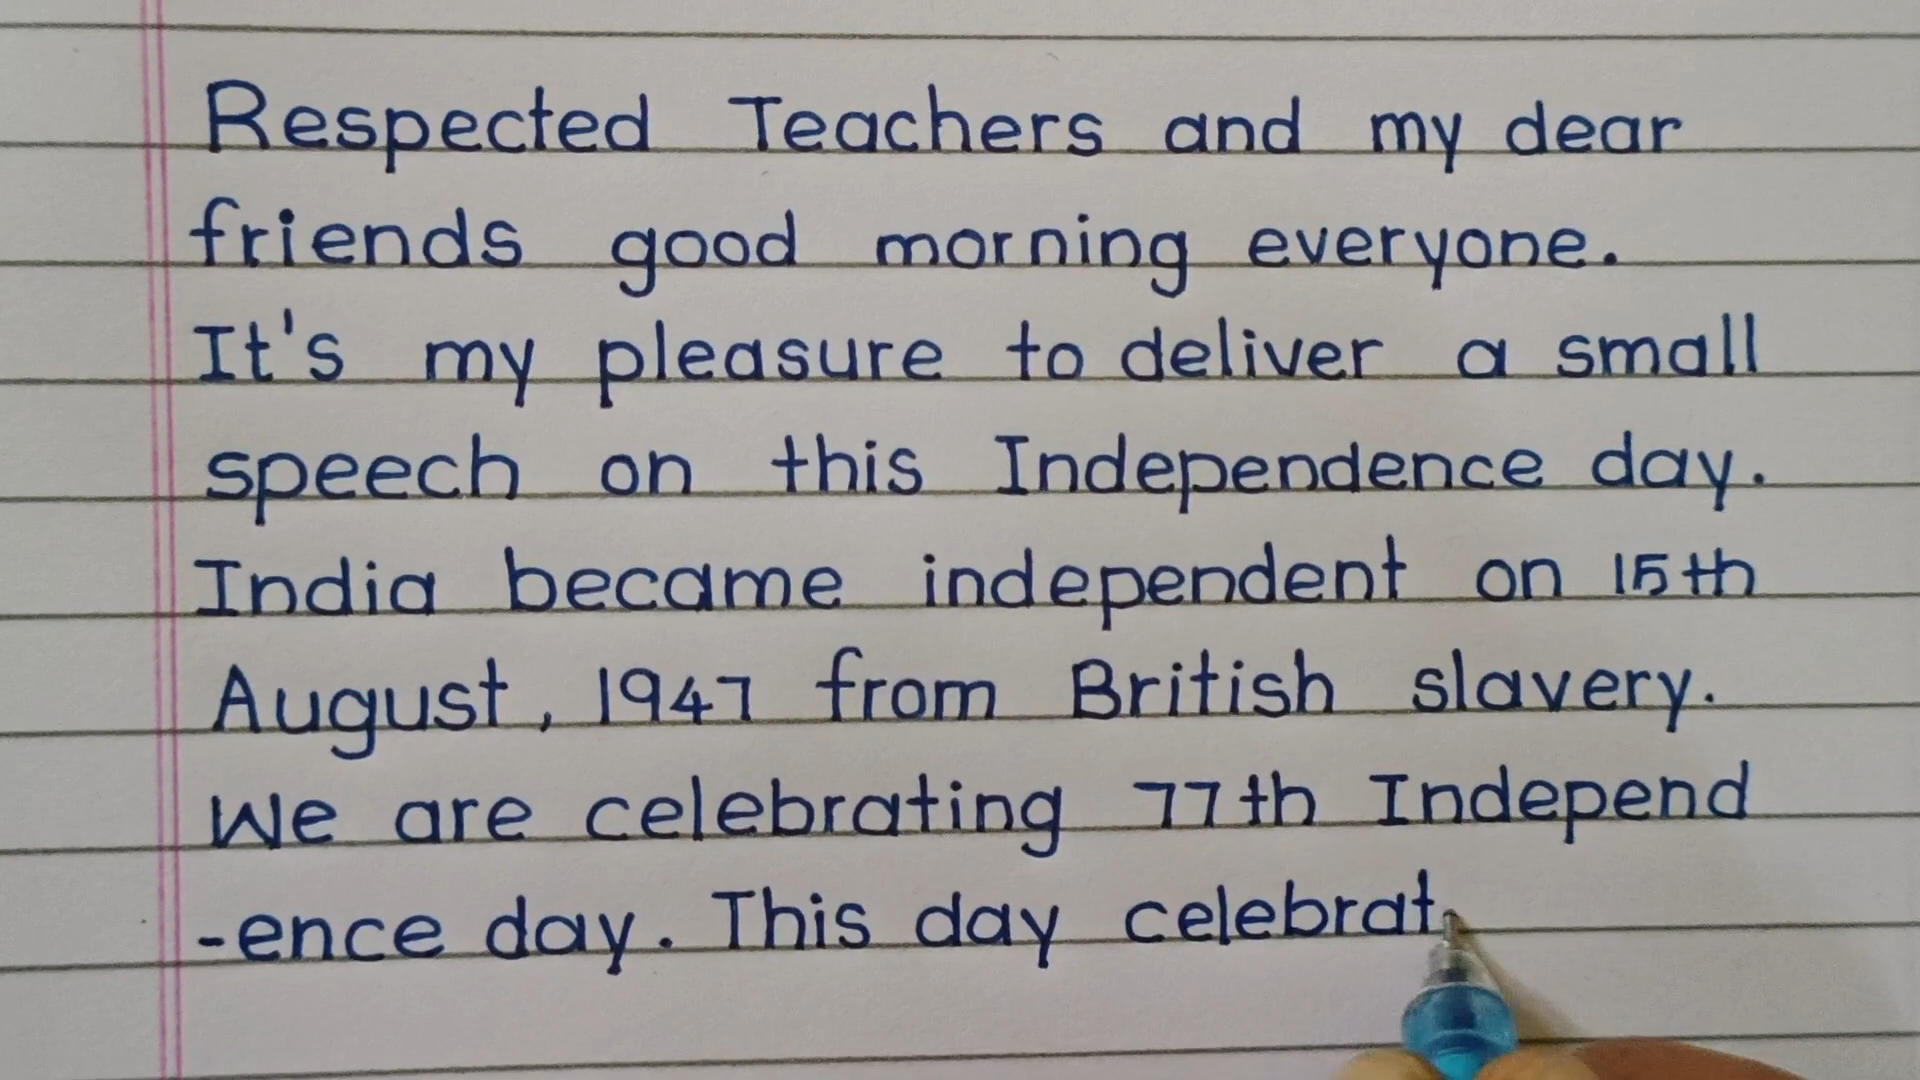 Respected Teachers and my dear
friends good morning everyone.
It's my pleasure to deliver a small
speech on this Independence day.
India became independent on 15th
August, 1947 from British slavery.
We are celebrating 77th Independ
-ence day. This day celebrat